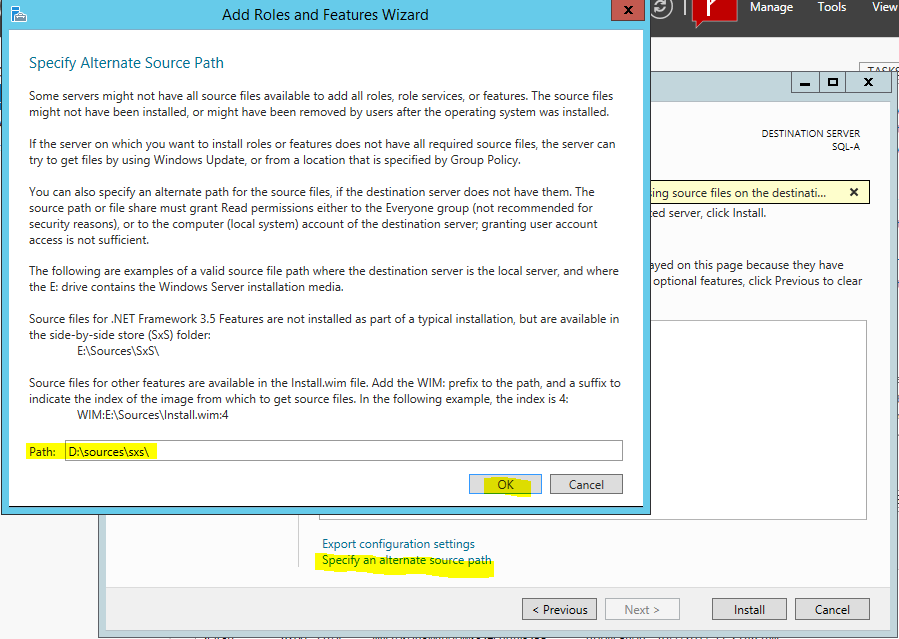 Add Roles and Features Wizard
x
Manage Tools View
Specify Alternate Source Path
Some servers might not have all source files available to add all roles, role services, or features. The source files
might not have been installed, or might have been removed by users after the operating system was installed.
If the server on which you want to install roles or features does not have all required source files, the server can
try to get files by using Windows Update, or from a location that is specified by Group Policy.
You can also specify an alternate path for the source files, if the destination server does not have them. The
source path or file share must grant Read permissions either to the Everyone group (not recommended for
security reasons), or to the computer (local system) account of the destination server; granting user account
access is not sufficient.
The following are examples of a valid source file path where the destination server is the local server, and where
the E: drive contains the Windows Server installation media.
Source files for .NET Framework 3.5 Features are not installed as part of a typical installation, but are available in
the side-by-side store (SxS) folder:
E:\Sources\SxS\
Source files for other features are available in the Install.wim file. Add the WIM: prefix to the path, and a suffix to
indicate the index of the image from which to get source files. In the following example, the index is 4:
WIM:E:\Sources\Install.wim:4
Path: D:\sources\sxs\
OK Cancel
TASKS
DESTINATION SERVER
SQL-A
sing source files on the destinati...
ted server, click Install.
ayed on this page because they have
optional features, click Previous to clear
Export configuration settings
Specify an alternate source path
< Previous Next > Install Cancel